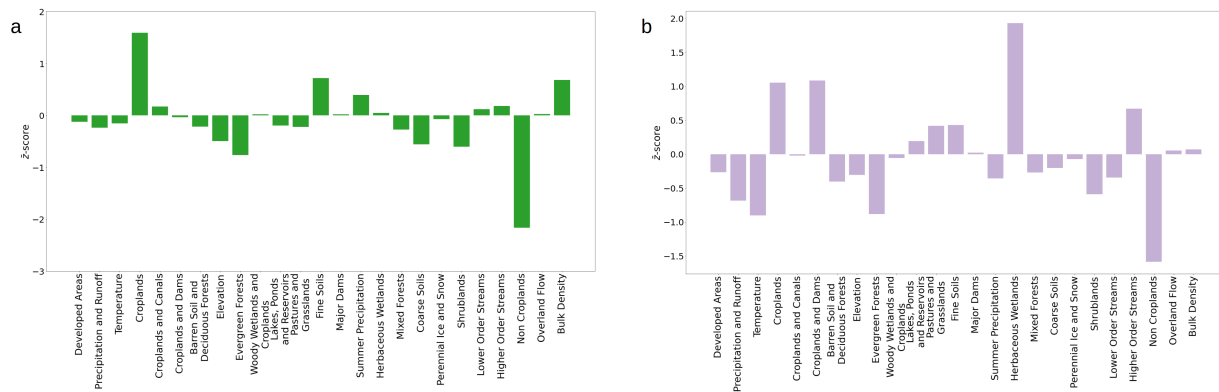 a
2
1
0
−1
−2
−3
z̄-score
Developed Areas
Precipitation and Runoff
Temperature
Croplands
Croplands and Canals
Croplands and Dams
Barren Soil and
Deciduous Forests
Elevation
Evergreen Forests
Woody Wetlands and
Croplands
Lakes, Ponds
and Reservoirs
Pastures and
Grasslands
Fine Soils
Major Dams
Summer Precipitation
Herbaceous Wetlands
Mixed Forests
Coarse Soils
Perennial Ice and Snow
Shrublands
Lower Order Streams
Higher Order Streams
Non Croplands
Overland Flow
Bulk Density
b
2.0
1.5
1.0
0.5
0.0
−0.5
−1.0
−1.5
z̄-score
Developed Areas
Precipitation and Runoff
Temperature
Croplands
Croplands and Canals
Croplands and Dams
Barren Soil and
Deciduous Forests
Elevation
Evergreen Forests
Woody Wetlands and
Croplands
Lakes, Ponds
and Reservoirs
Pastures and
Grasslands
Fine Soils
Major Dams
Summer Precipitation
Herbaceous Wetlands
Mixed Forests
Coarse Soils
Perennial Ice and Snow
Shrublands
Lower Order Streams
Higher Order Streams
Non Croplands
Overland Flow
Bulk Density